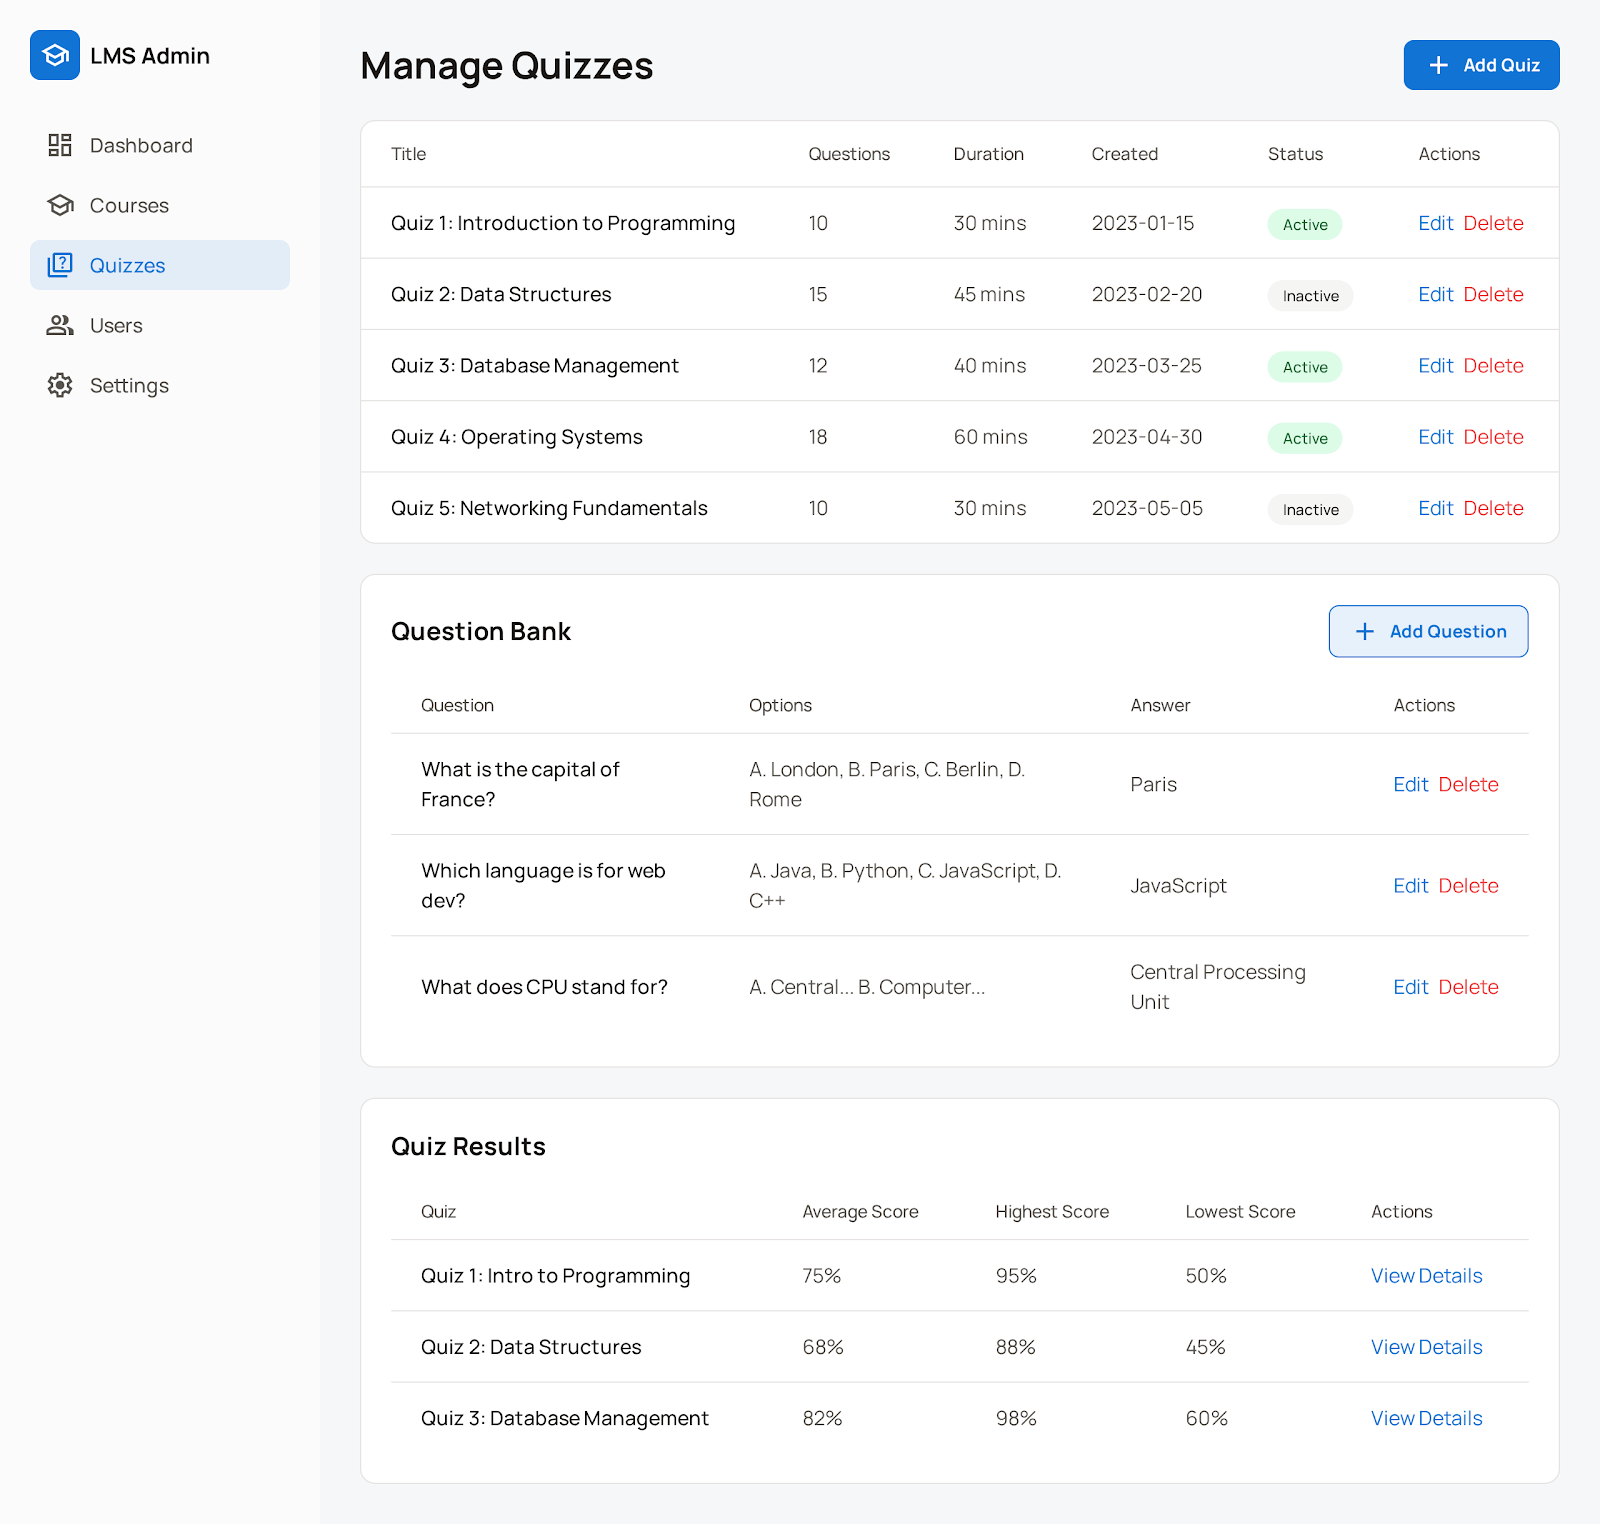 LMS Admin
Dashboard
Courses
Quizzes
Users
Settings
Manage Quizzes
Add Quiz
Title Questions Duration Created Status Actions
Quiz 1: Introduction to Programming 10 30 mins 2023-01-15 Active Edit Delete
Quiz 2: Data Structures 15 45 mins 2023-02-20 Inactive Edit Delete
Quiz 3: Database Management 12 40 mins 2023-03-25 Active Edit Delete
Quiz 4: Operating Systems 18 60 mins 2023-04-30 Active Edit Delete
Quiz 5: Networking Fundamentals 10 30 mins 2023-05-05 Inactive Edit Delete
Question Bank
Add Question
Question Options Answer Actions
What is the capital of
France?
A. London, B. Paris, C. Berlin, D.
Rome
Paris
Edit Delete
Which language is for web
dev?
A. Java, B. Python, C. JavaScript, D.
C++
JavaScript
Edit Delete
What does CPU stand for?
A. Central... B. Computer...
Central Processing
Unit
Edit Delete
Quiz Results
Quiz Average Score Highest Score Lowest Score Actions
Quiz 1: Intro to Programming 75% 95% 50% View Details
Quiz 2: Data Structures 68% 88% 45% View Details
Quiz 3: Database Management 82% 98% 60% View Details